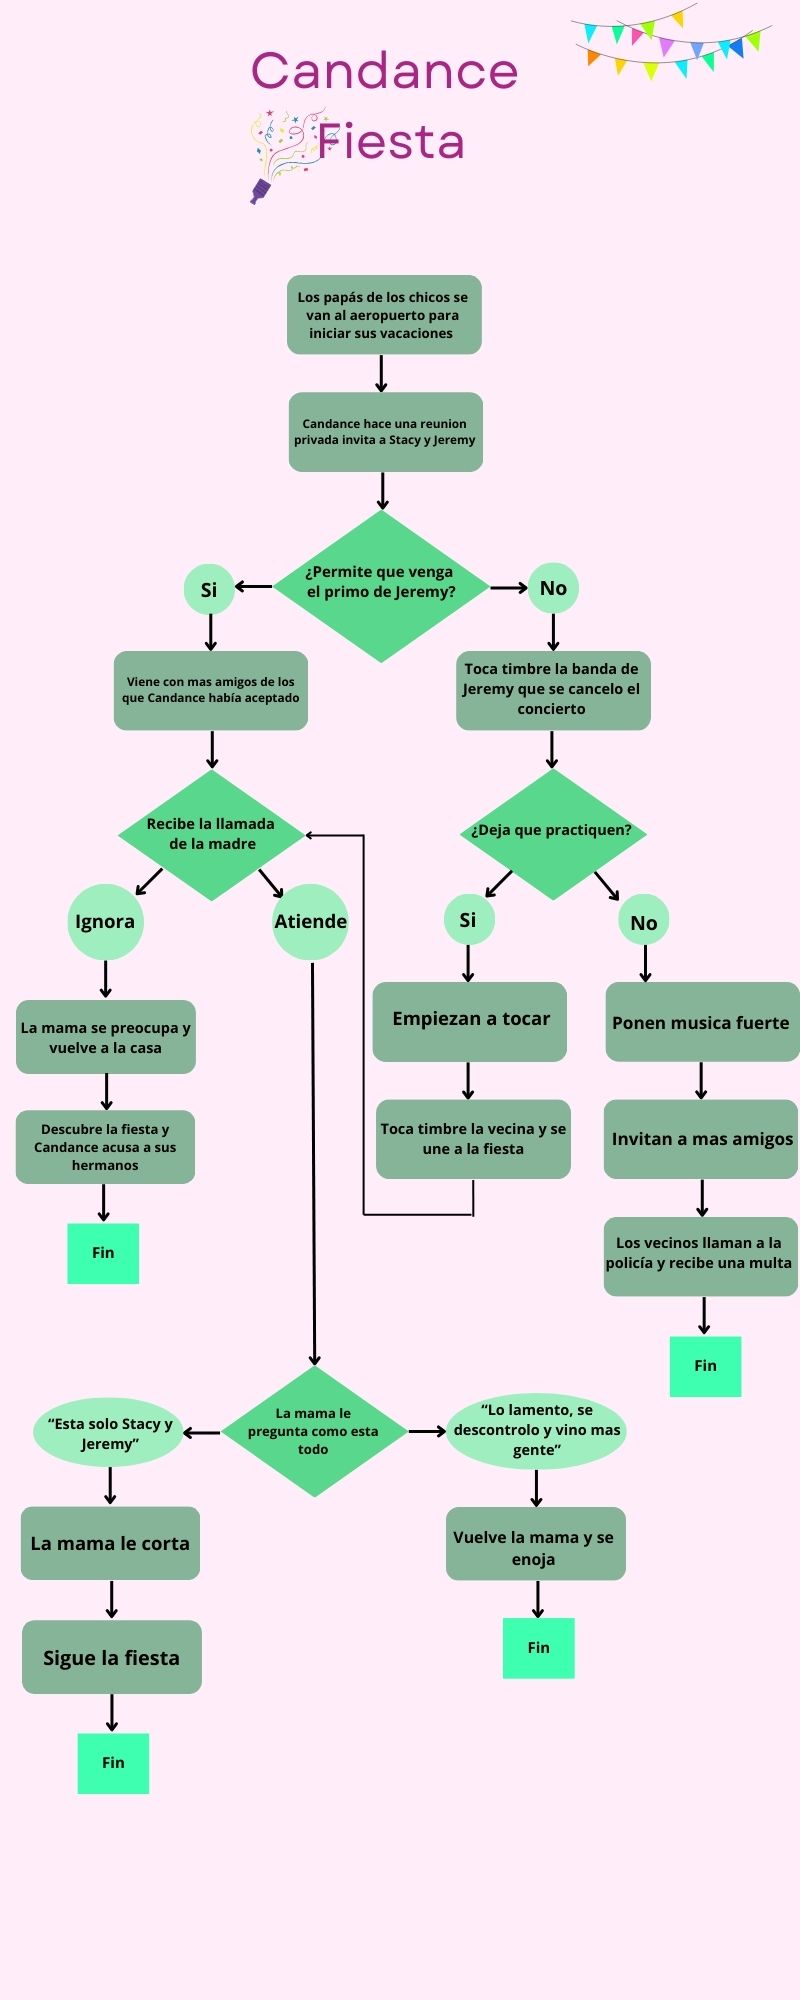 Candance
Fiesta
Los papás de los chicos se
van al aeropuerto para
iniciar sus vacaciones
Candance hace una reunion
privada invita a Stacy y Jeremy
¿Permite que venga
el primo de Jeremy?
Si
No
Viene con mas amigos de los
que Candance había aceptado
Toca timbre la banda de
Jeremy que se cancelo el
concierto
Recibe la llamada
de la madre
¿Deja que practiquen?
Ignora
Atiende
Si
No
La mama se preocupa y
vuelve a la casa
Empiezan a tocar
Ponen musica fuerte
Descubre la fiesta y
Candance acusa a sus
hermanos
Toca timbre la vecina y se
une a la fiesta
Invitan a mas amigos
Fin
Los vecinos llaman a la
policía y recibe una multa
Fin
“Esta solo Stacy y
Jeremy”
La mama le
pregunta como esta
todo
“Lo lamento, se
descontrolo y vino mas
gente”
La mama le corta
Vuelve la mama y se
enoja
Sigue la fiesta
Fin
Fin